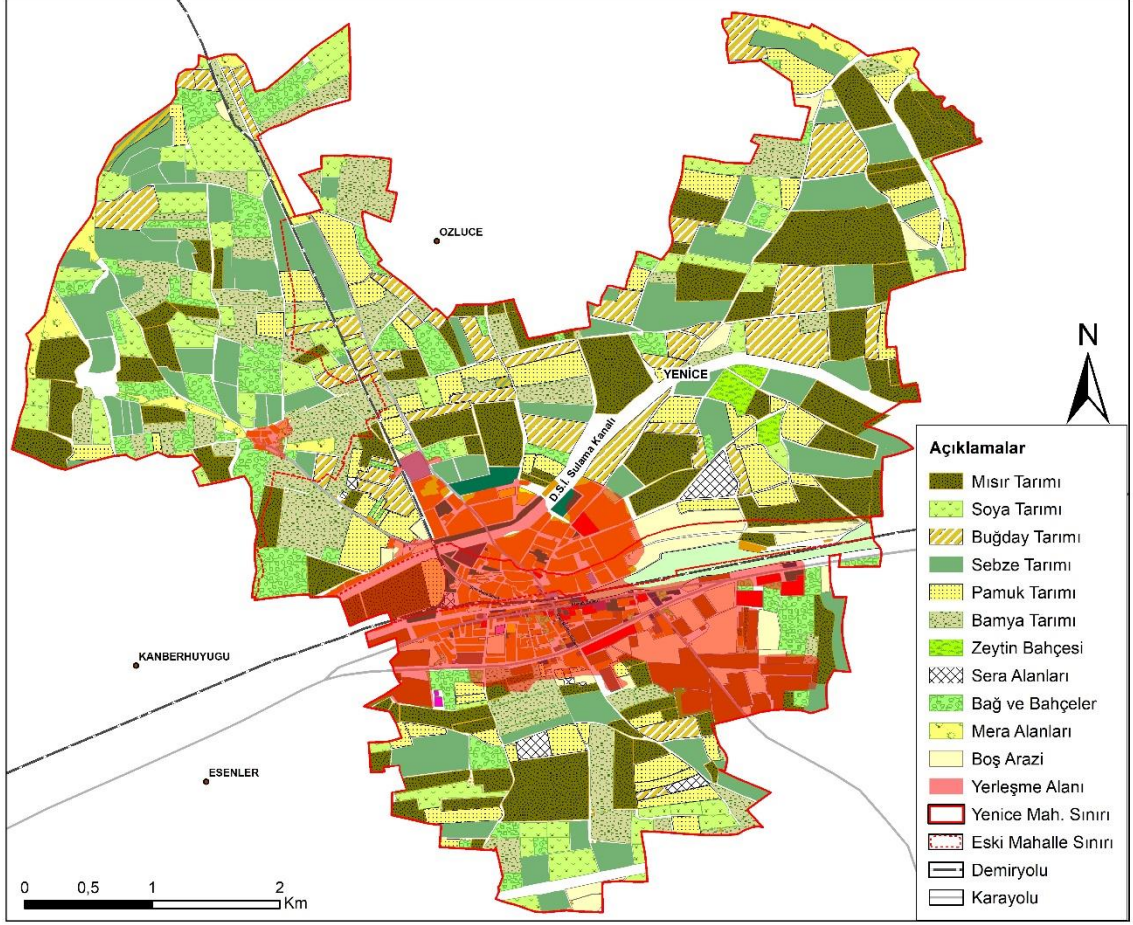 OZLUCE
N
YENİCE
D.S.İ. Sulama Kanalı
KANBERHUYUGU
ESENLER
Açıklamalar
Mısır Tarımı
Soya Tarımı
Buğday Tarımı
Sebze Tarımı
Pamuk Tarımı
Bamya Tarımı
Zeytin Bahçesi
Sera Alanları
Bağ ve Bahçeler
Mera Alanları
Boş Arazi
Yerleşme Alanı
Yenice Mah. Sınırı
Eski Mahalle Sınırı
Demiryolu
Karayolu
0 0,5 1 2
Km